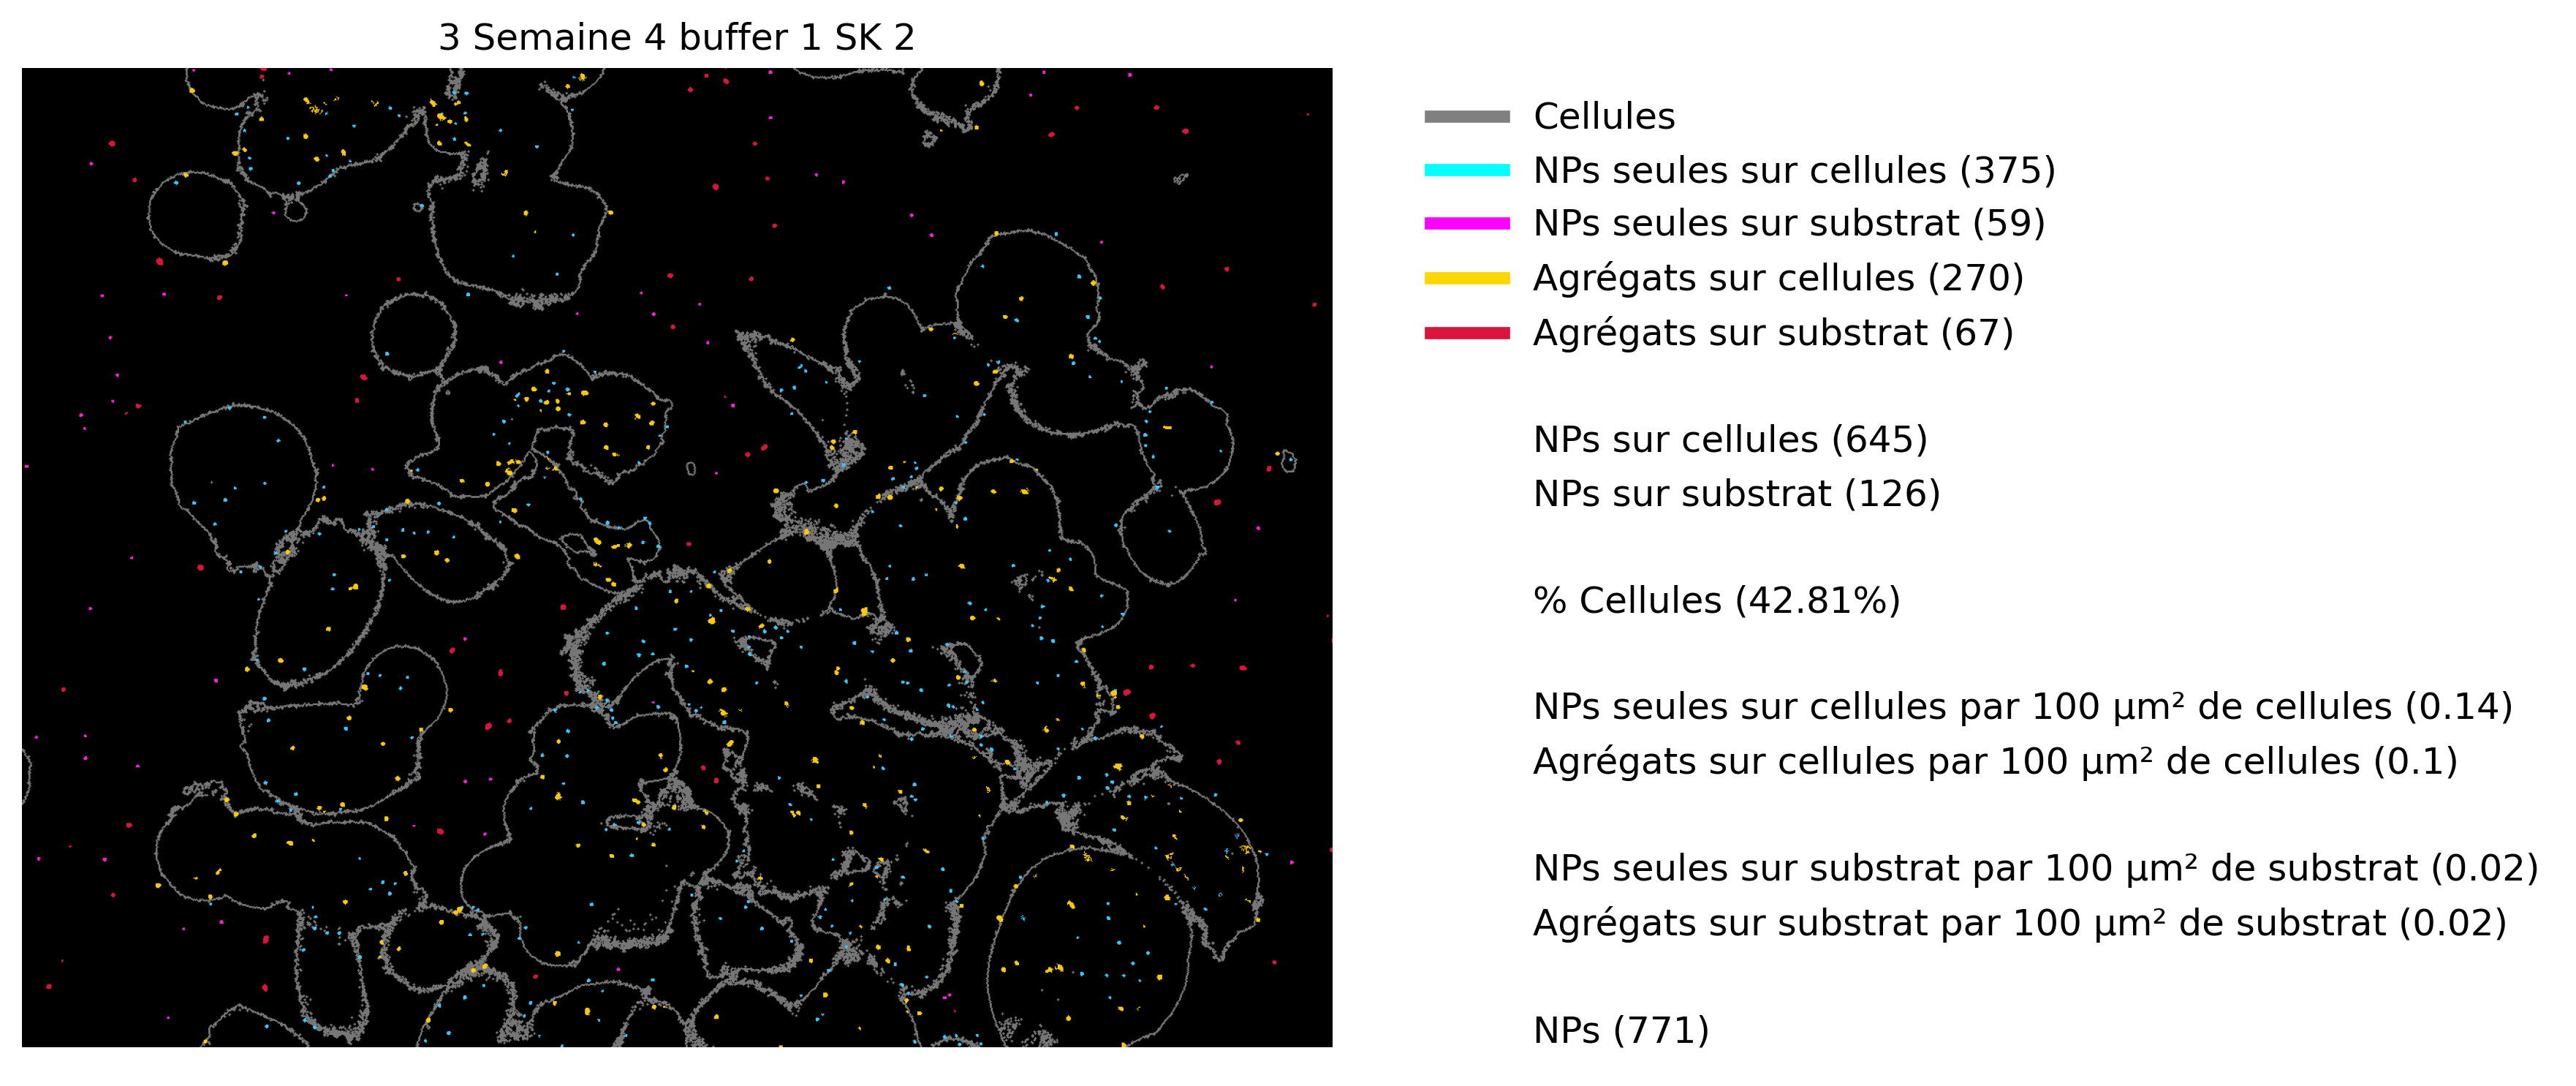 3 Semaine 4 buffer 1 SK 2
Cellules
NPs seules sur cellules (375)
NPs seules sur substrat (59)
Agrégats sur cellules (270)
Agrégats sur substrat (67)
NPs sur cellules (645)
NPs sur substrat (126)
% Cellules (42.81%)
NPs seules sur cellules par 100 µm² de cellules (0.14)
Agrégats sur cellules par 100 µm² de cellules (0.1)
NPs seules sur substrat par 100 µm² de substrat (0.02)
Agrégats sur substrat par 100 µm² de substrat (0.02)
NPs (771)